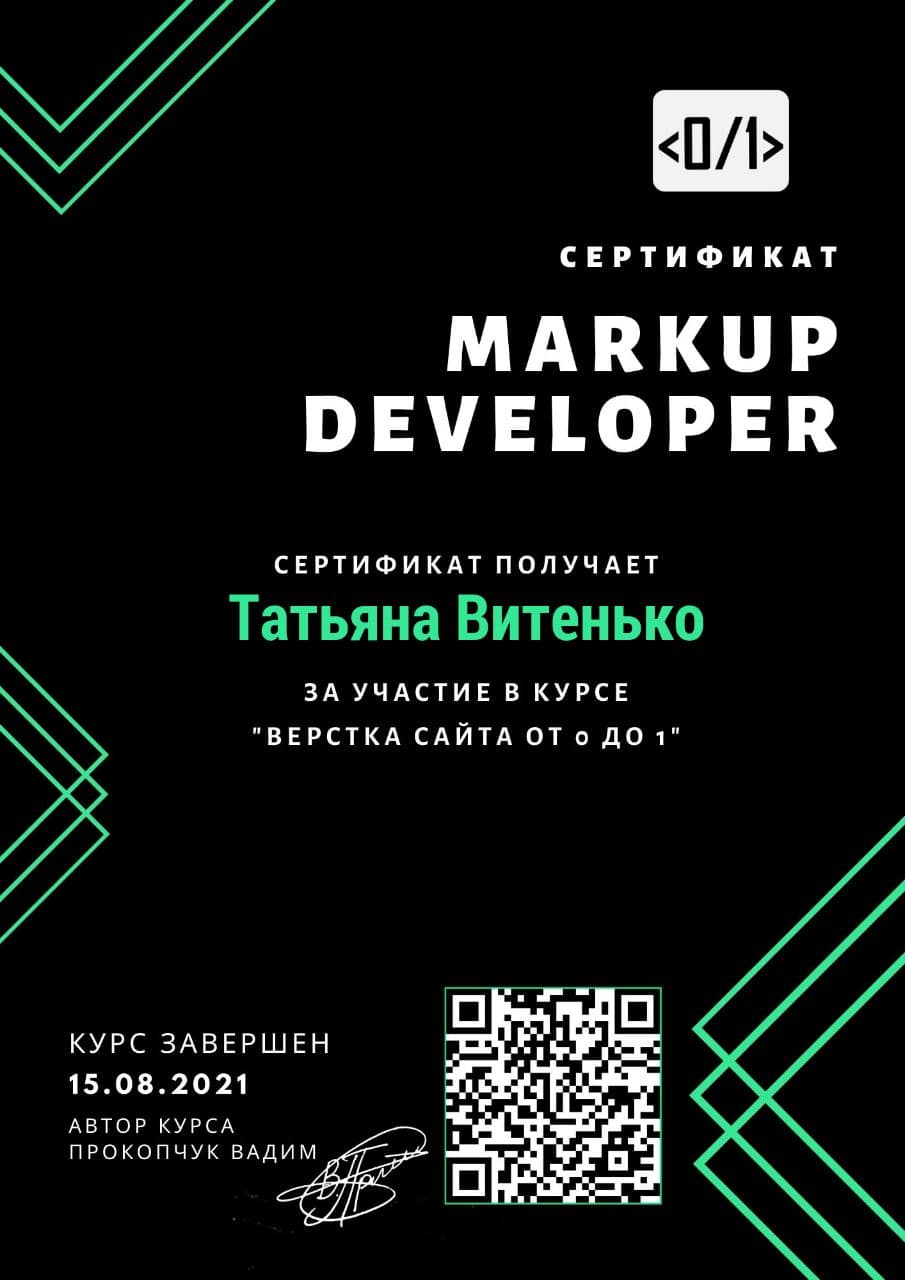 <0/1>
СЕРТИФИКАТ
MARKUP
DEVELOPER
СЕРТИФИКАТ ПОЛУЧАЕТ
Татьяна Витенько
ЗА УЧАСТИЕ В КУРСЕ
"ВЕРСТКА САЙТА ОТ 0 ДО 1"
КУРС ЗАВЕРШЕН
15.08.2021
АВТОР КУРСА
ПРОКОПЧУК ВАДИМ